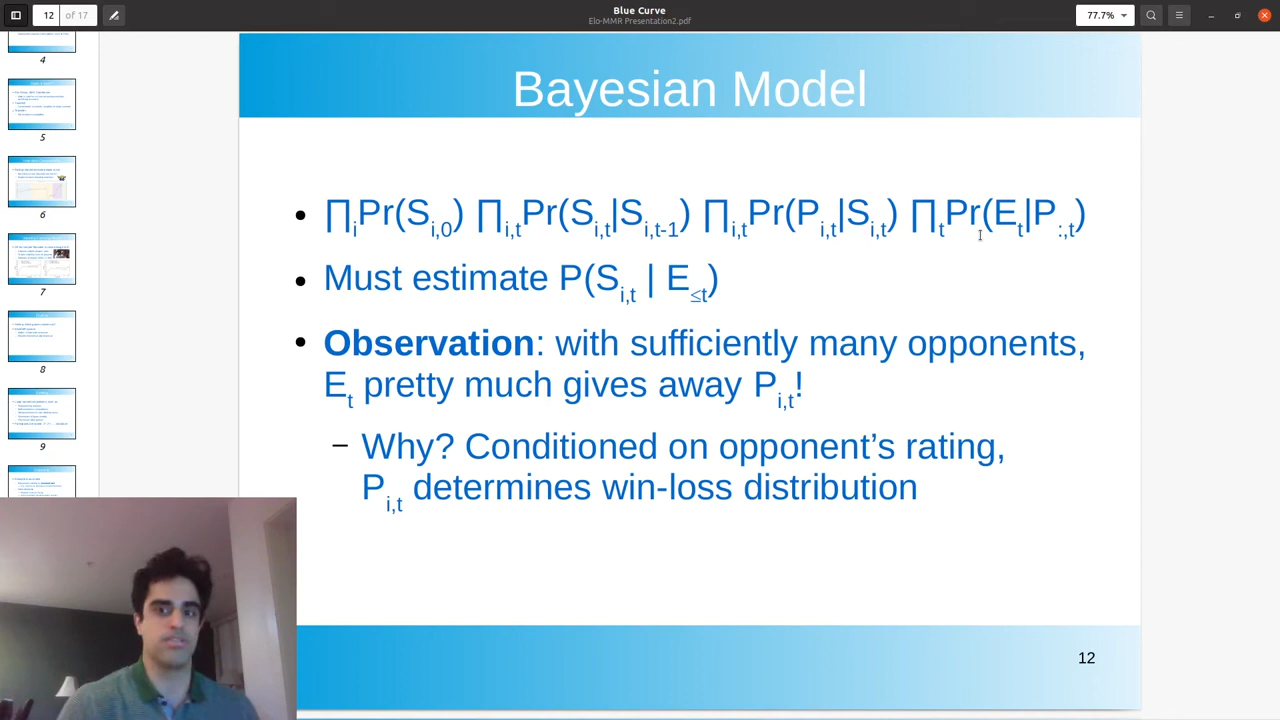 12 of 17
Blue Curve
Elo-MMR Presentation2.pdf
77.7%
4
5
6
7
8
9
Bayesian Model
∏iPr(Si,0) ∏i,tPr(Si,t|Si,t-1) ∏i,tPr(Pi,t|Si,t) ∏tPr(Et|P:,t)
Must estimate P(Si,t | E≤t)
Observation: with sufficiently many opponents,
Et pretty much gives away Pi,t!
– Why? Conditioned on opponent’s rating,
Pi,t determines win-loss distribution
12